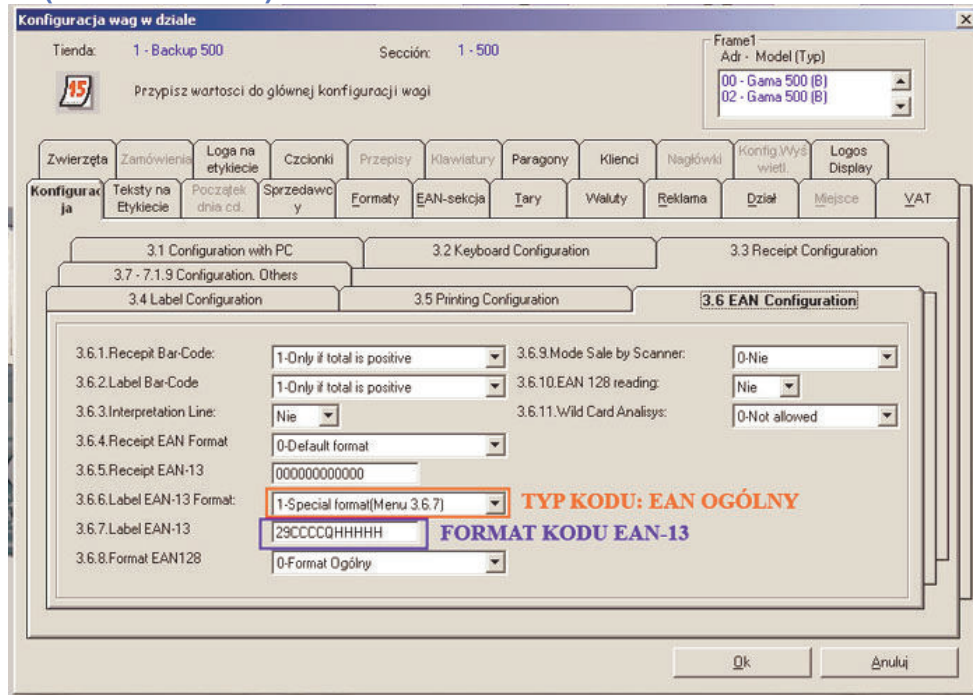 Konfiguracja wag w dziale
Tienda: 1 - Backup 500 Sección: 1 - 500
Frame1
Adr - Model (Typ)
00 - Gama 500 (B)
02 - Gama 500 (B)
15
Przypisz wartosci do głównej konfiguracji wagi
Zwierzęta Zamówienia Loga na etykiecie Czcionki Przepisy Klawiatury Paragony Klienci Nagłówki Konfig.Wyś wietl. Logos Display
Konfigurac ja Teksty na Etykiecie Początek dnia cd. Sprzedawc y Formaty EAN-sekcja Tary Waluty Reklama Dział Miejsce VAT
3.1 Configuration with PC 3.2 Keyboard Configuration 3.3 Receipt Configuration
3.7 - 7.1.9 Configuration. Others
3.4 Label Configuration 3.5 Printing Configuration 3.6 EAN Configuration
3.6.1.Recepit Bar-Code: 1-Only if total is positive 3.6.9.Mode Sale by Scanner: 0-Nie
3.6.2.Label Bar-Code 1-Only if total is positive 3.6.10.EAN 128 reading: Nie
3.6.3.Interpretation Line: Nie 3.6.11.Wild Card Analisys: 0-Not allowed
3.6.4.Receipt EAN Format 0-Default format
3.6.5.Receipt EAN-13 000000000000
3.6.6.Label EAN-13 Format: 1-Special format(Menu 3.6.7) TYP KODU: EAN OGÓLNY
3.6.7.Label EAN-13 29CCCCQHHHHH FORMAT KODU EAN-13
3.6.8.Format EAN128 0-Format Ogólny
Ok Anuluj